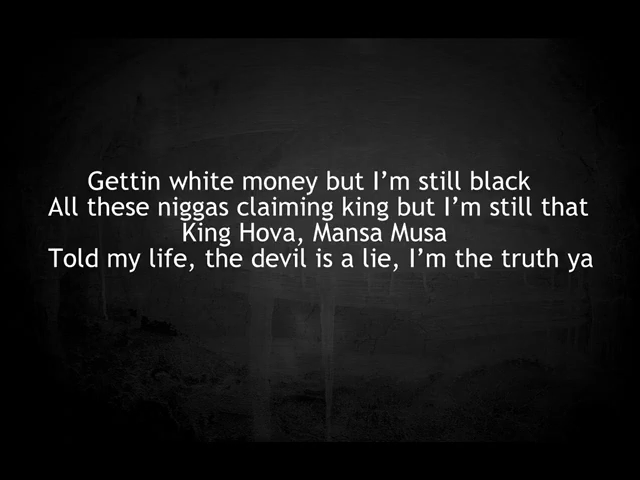 Gettin white money but I’m still black
All these niggas claiming king but I’m still that
King Hova, Mansa Musa
Told my life, the devil is a lie, I’m the truth ya